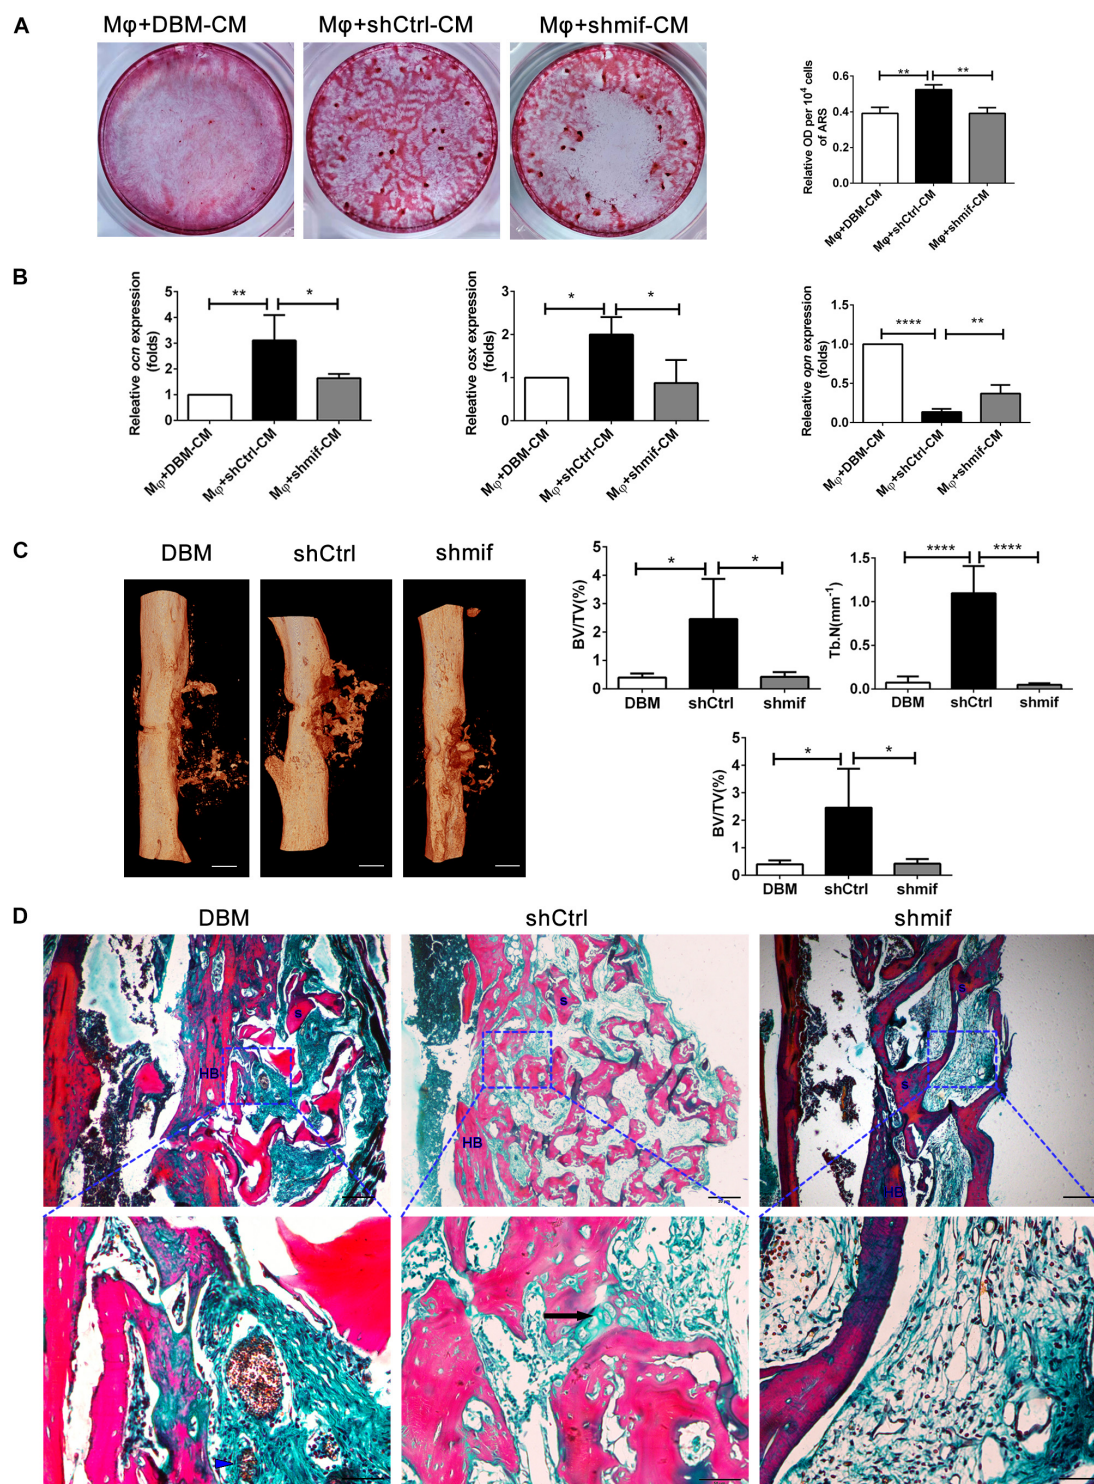 A
Mφ+DBM-CM
Mφ+shCtrl-CM
Mφ+shmif-CM
Relative OD per 10⁴ cells
of ARS
0.6
0.4
0.2
0.0
**
**
Mφ+DBM-CM
Mφ+shCtrl-CM
Mφ+shmif-CM
B
Releative ocn expression
(folds)
5
4
3
2
1
0
**
*
Mφ+DBM-CM
Mφ+shCtrl-CM
Mφ+shmif-CM
Releative osx expression
(folds)
3
2
1
0
*
*
Mφ+DBM-CM
Mφ+shCtrl-CM
Mφ+shmif-CM
Releative opn expression
(folds)
1.5
1.0
0.5
0.0
****
**
Mφ+DBM-CM
Mφ+shCtrl-CM
Mφ+shmif-CM
C
DBM
shCtrl
shmif
BV/TV(%)
5
4
3
2
1
0
*
*
DBM
shCtrl
shmif
Tb.N(mm⁻¹)
1.5
1.0
0.5
0.0
****
****
DBM
shCtrl
shmif
BV/TV(%)
5
4
3
2
1
0
*
*
DBM
shCtrl
shmif
D
DBM
shCtrl
shmif
s
HB
s
HB
s
HB